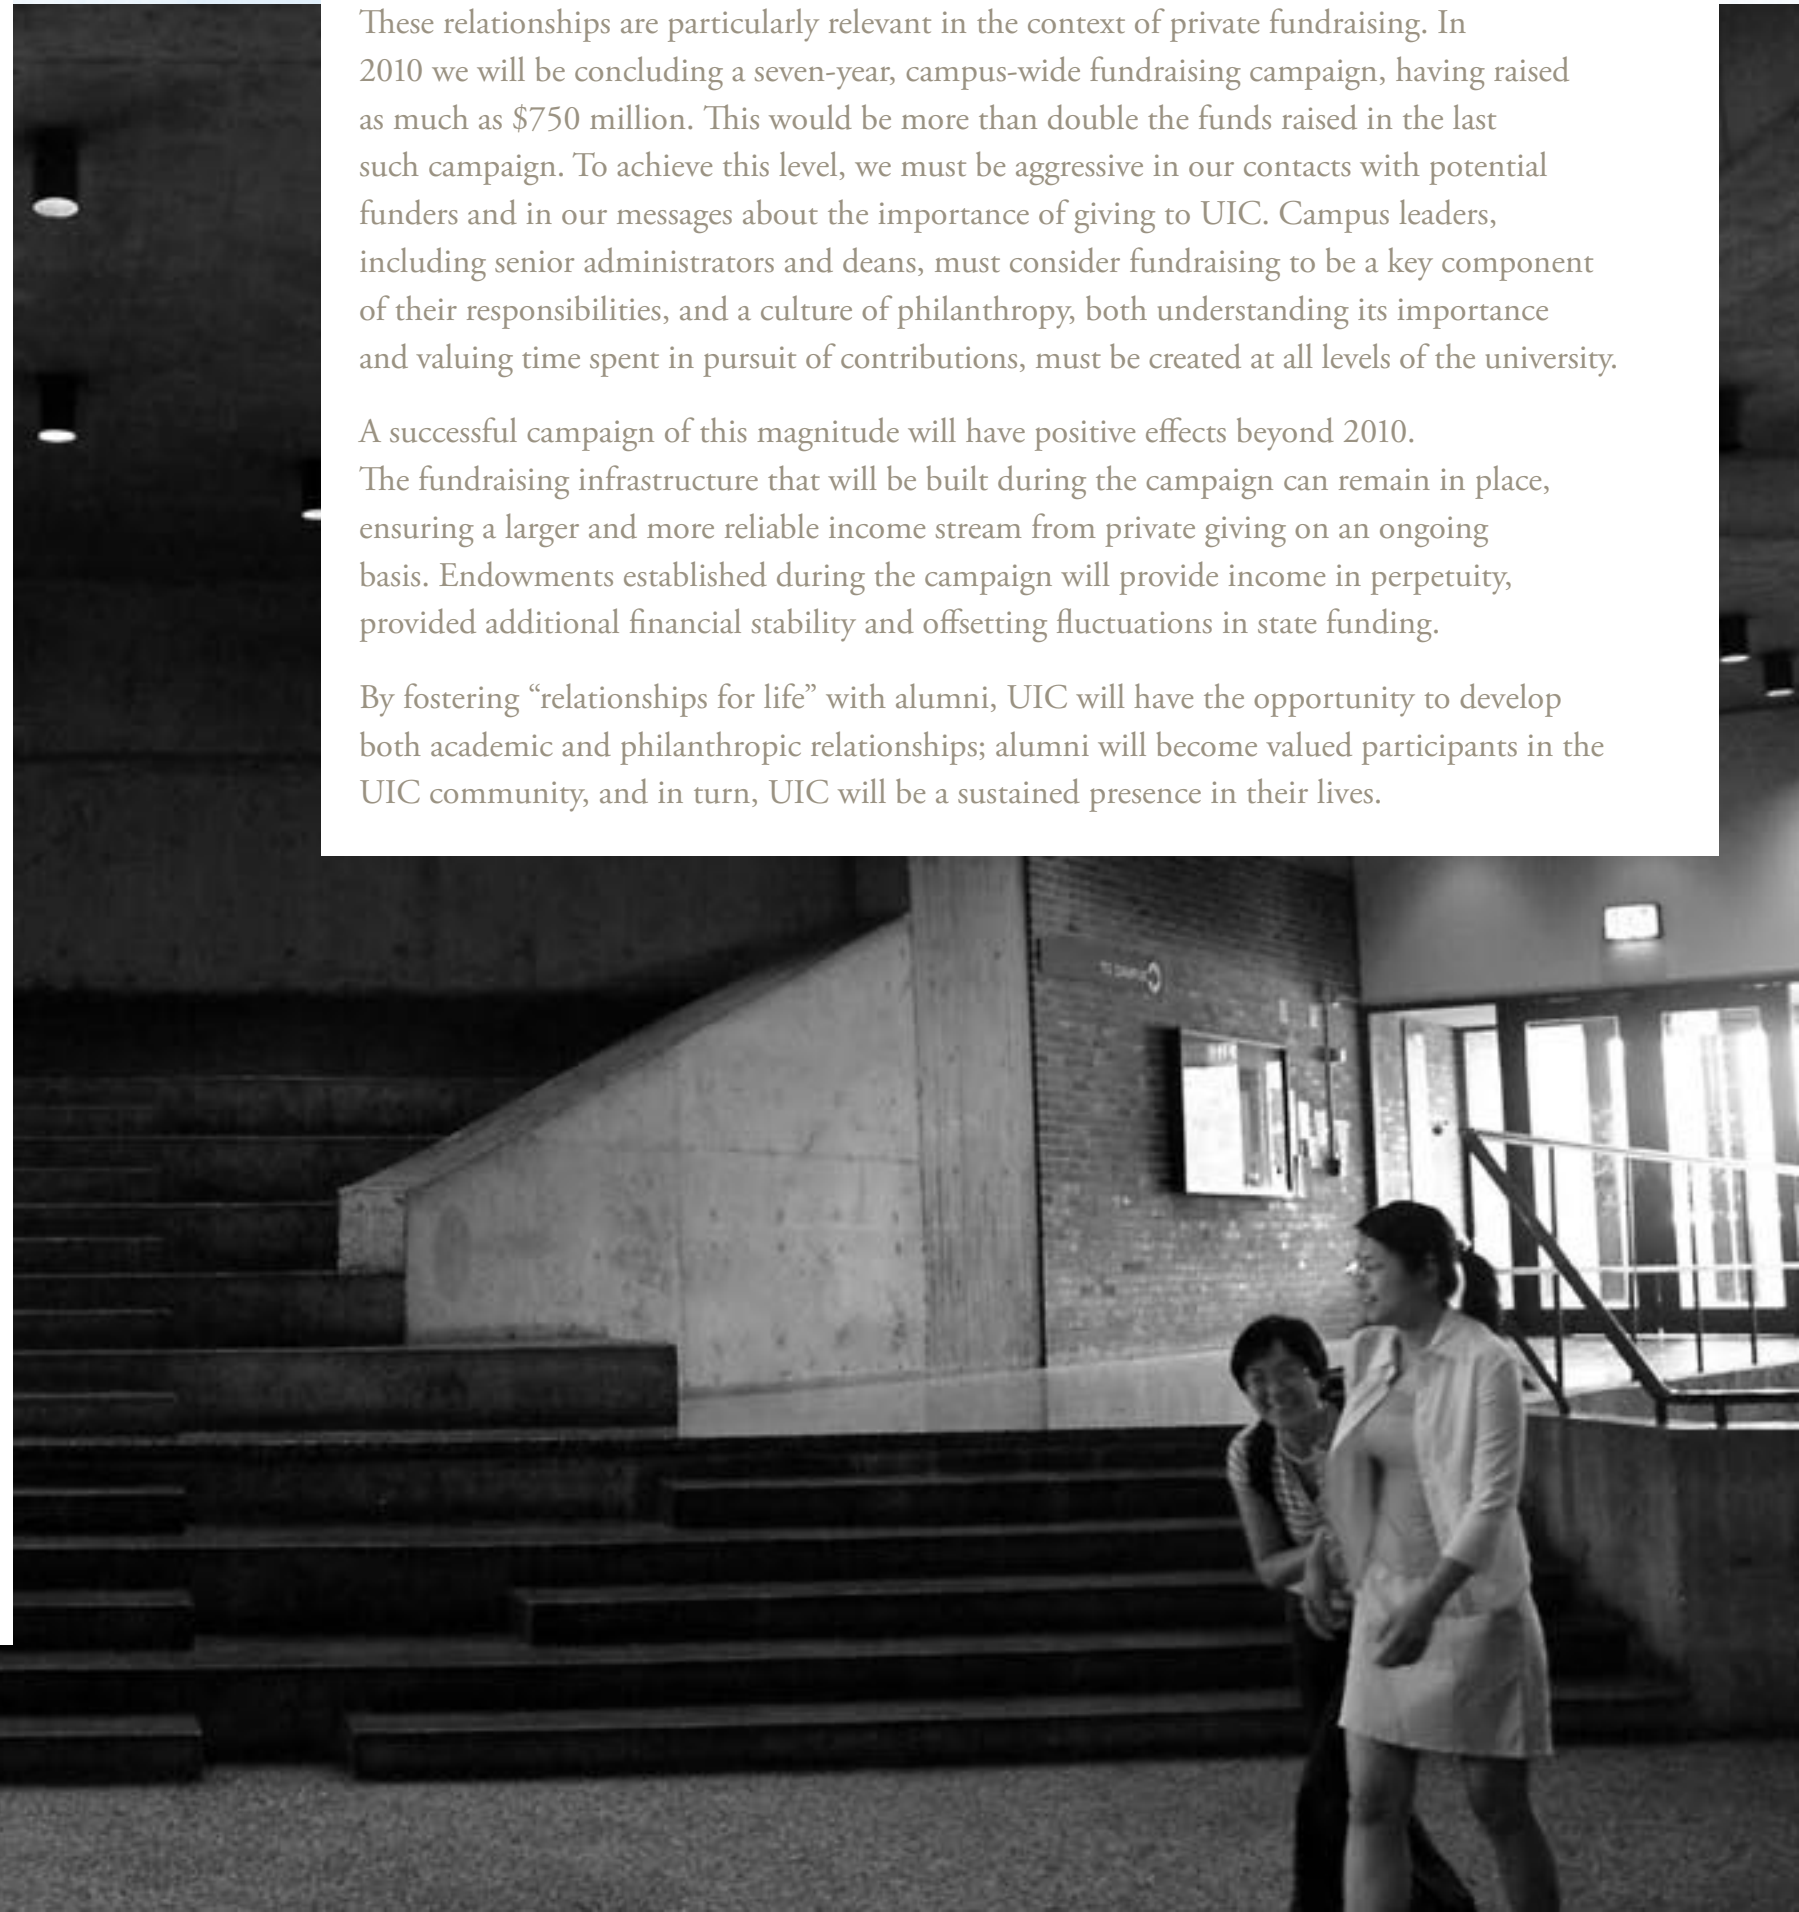 These relationships are particularly relevant in the context of private fundraising. In
2010 we will be concluding a seven-year, campus-wide fundraising campaign, having raised
as much as $750 million. This would be more than double the funds raised in the last
such campaign. To achieve this level, we must be aggressive in our contacts with potential
funders and in our messages about the importance of giving to UIC. Campus leaders,
including senior administrators and deans, must consider fundraising to be a key component
of their responsibilities, and a culture of philanthropy, both understanding its importance
and valuing time spent in pursuit of contributions, must be created at all levels of the university.
A successful campaign of this magnitude will have positive effects beyond 2010.
The fundraising infrastructure that will be built during the campaign can remain in place,
ensuring a larger and more reliable income stream from private giving on an ongoing
basis. Endowments established during the campaign will provide income in perpetuity,
provided additional financial stability and offsetting fluctuations in state funding.
By fostering “relationships for life” with alumni, UIC will have the opportunity to develop
both academic and philanthropic relationships; alumni will become valued participants in the
UIC community, and in turn, UIC will be a sustained presence in their lives.
TO CAMPUS